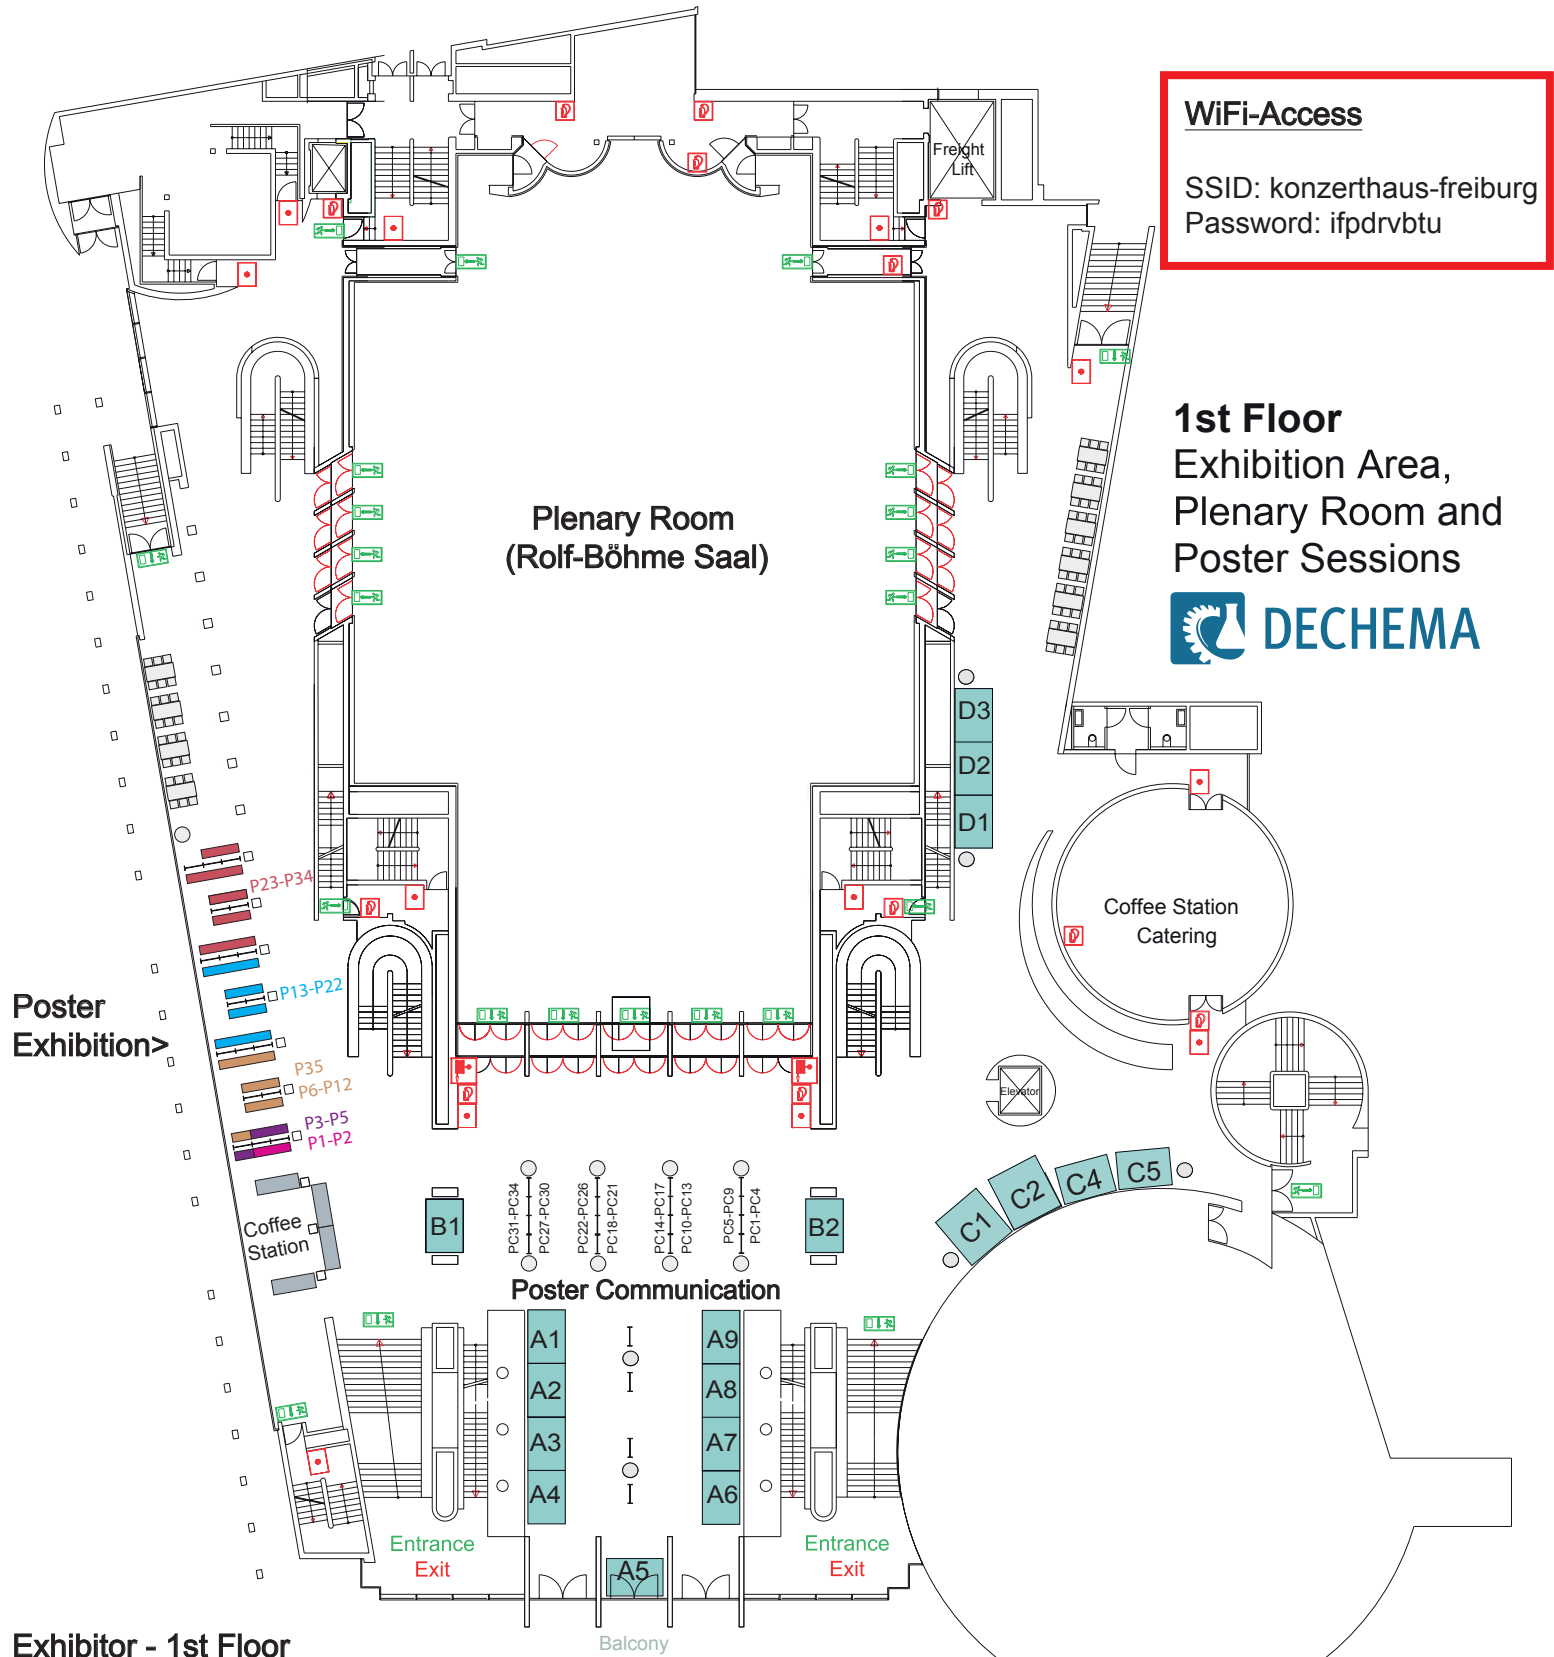 WiFi-Access
SSID: konzerthaus-freiburg
Password: ifpdrvbtu
Freight
Lift
1st Floor
Exhibition Area,
Plenary Room and
Poster Sessions
DECHEMA
Plenary Room
(Rolf-Böhme Saal)
D3
D2
D1
P23-P34
Coffee Station
Catering
P13-P22
Poster
Exhibition>
P35
P6-P12
Elevator
P3-P5
P1-P2
C1
C2
C4
C5
Coffee
Station
B1
PC31-PC34
PC27-PC30
PC22-PC26
PC18-PC21
PC14-PC17
PC10-PC13
PC5-PC9
PC1-PC4
B2
Poster Communication
A1
A9
A2
A8
A3
A7
A4
A6
Entrance
Exit
Entrance
Exit
A5
Balcony
Exhibitor - 1st Floor